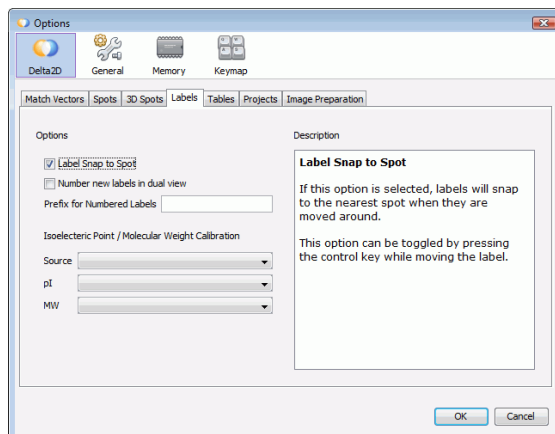 Options
Delta2D
General
Memory
Keymap
Match Vectors Spots 3D Spots Labels Tables Projects Image Preparation
Options
Description
Label Snap to Spot
Number new labels in dual view
Prefix for Numbered Labels
Isoelecteric Point / Molecular Weight Calibration
Source
pI
MW
Label Snap to Spot
If this option is selected, labels will snap
to the nearest spot when they are
moved around.
This option can be toggled by pressing
the control key while moving the label.
OK
Cancel